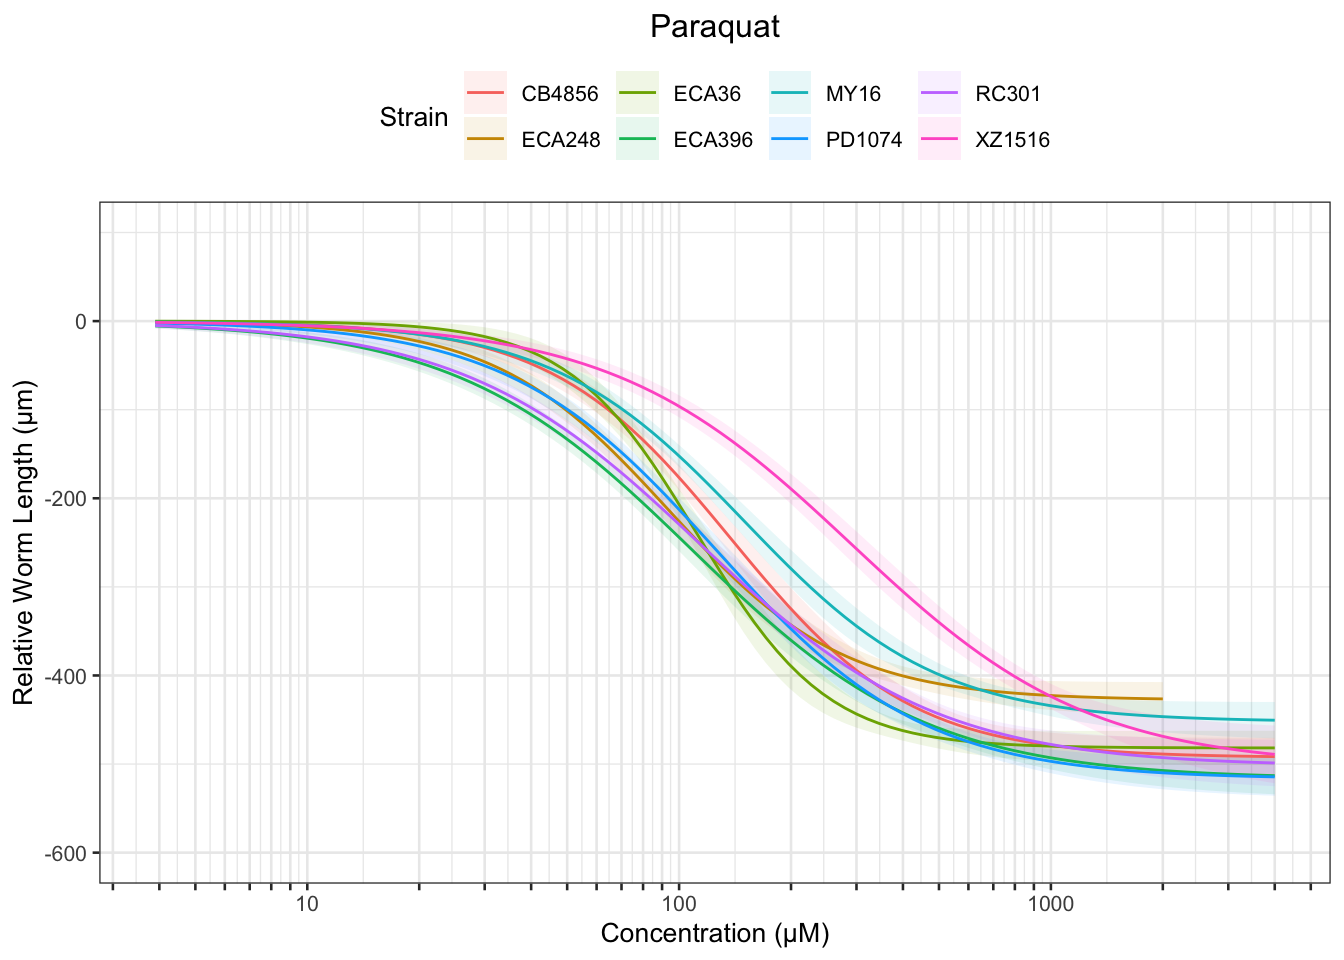 Paraquat
Strain
CB4856 ECA36 MY16 RC301
ECA248 ECA396 PD1074 XZ1516
Relative Worm Length (µm)
0
-200
-400
-600
10 100 1000
Concentration (µM)